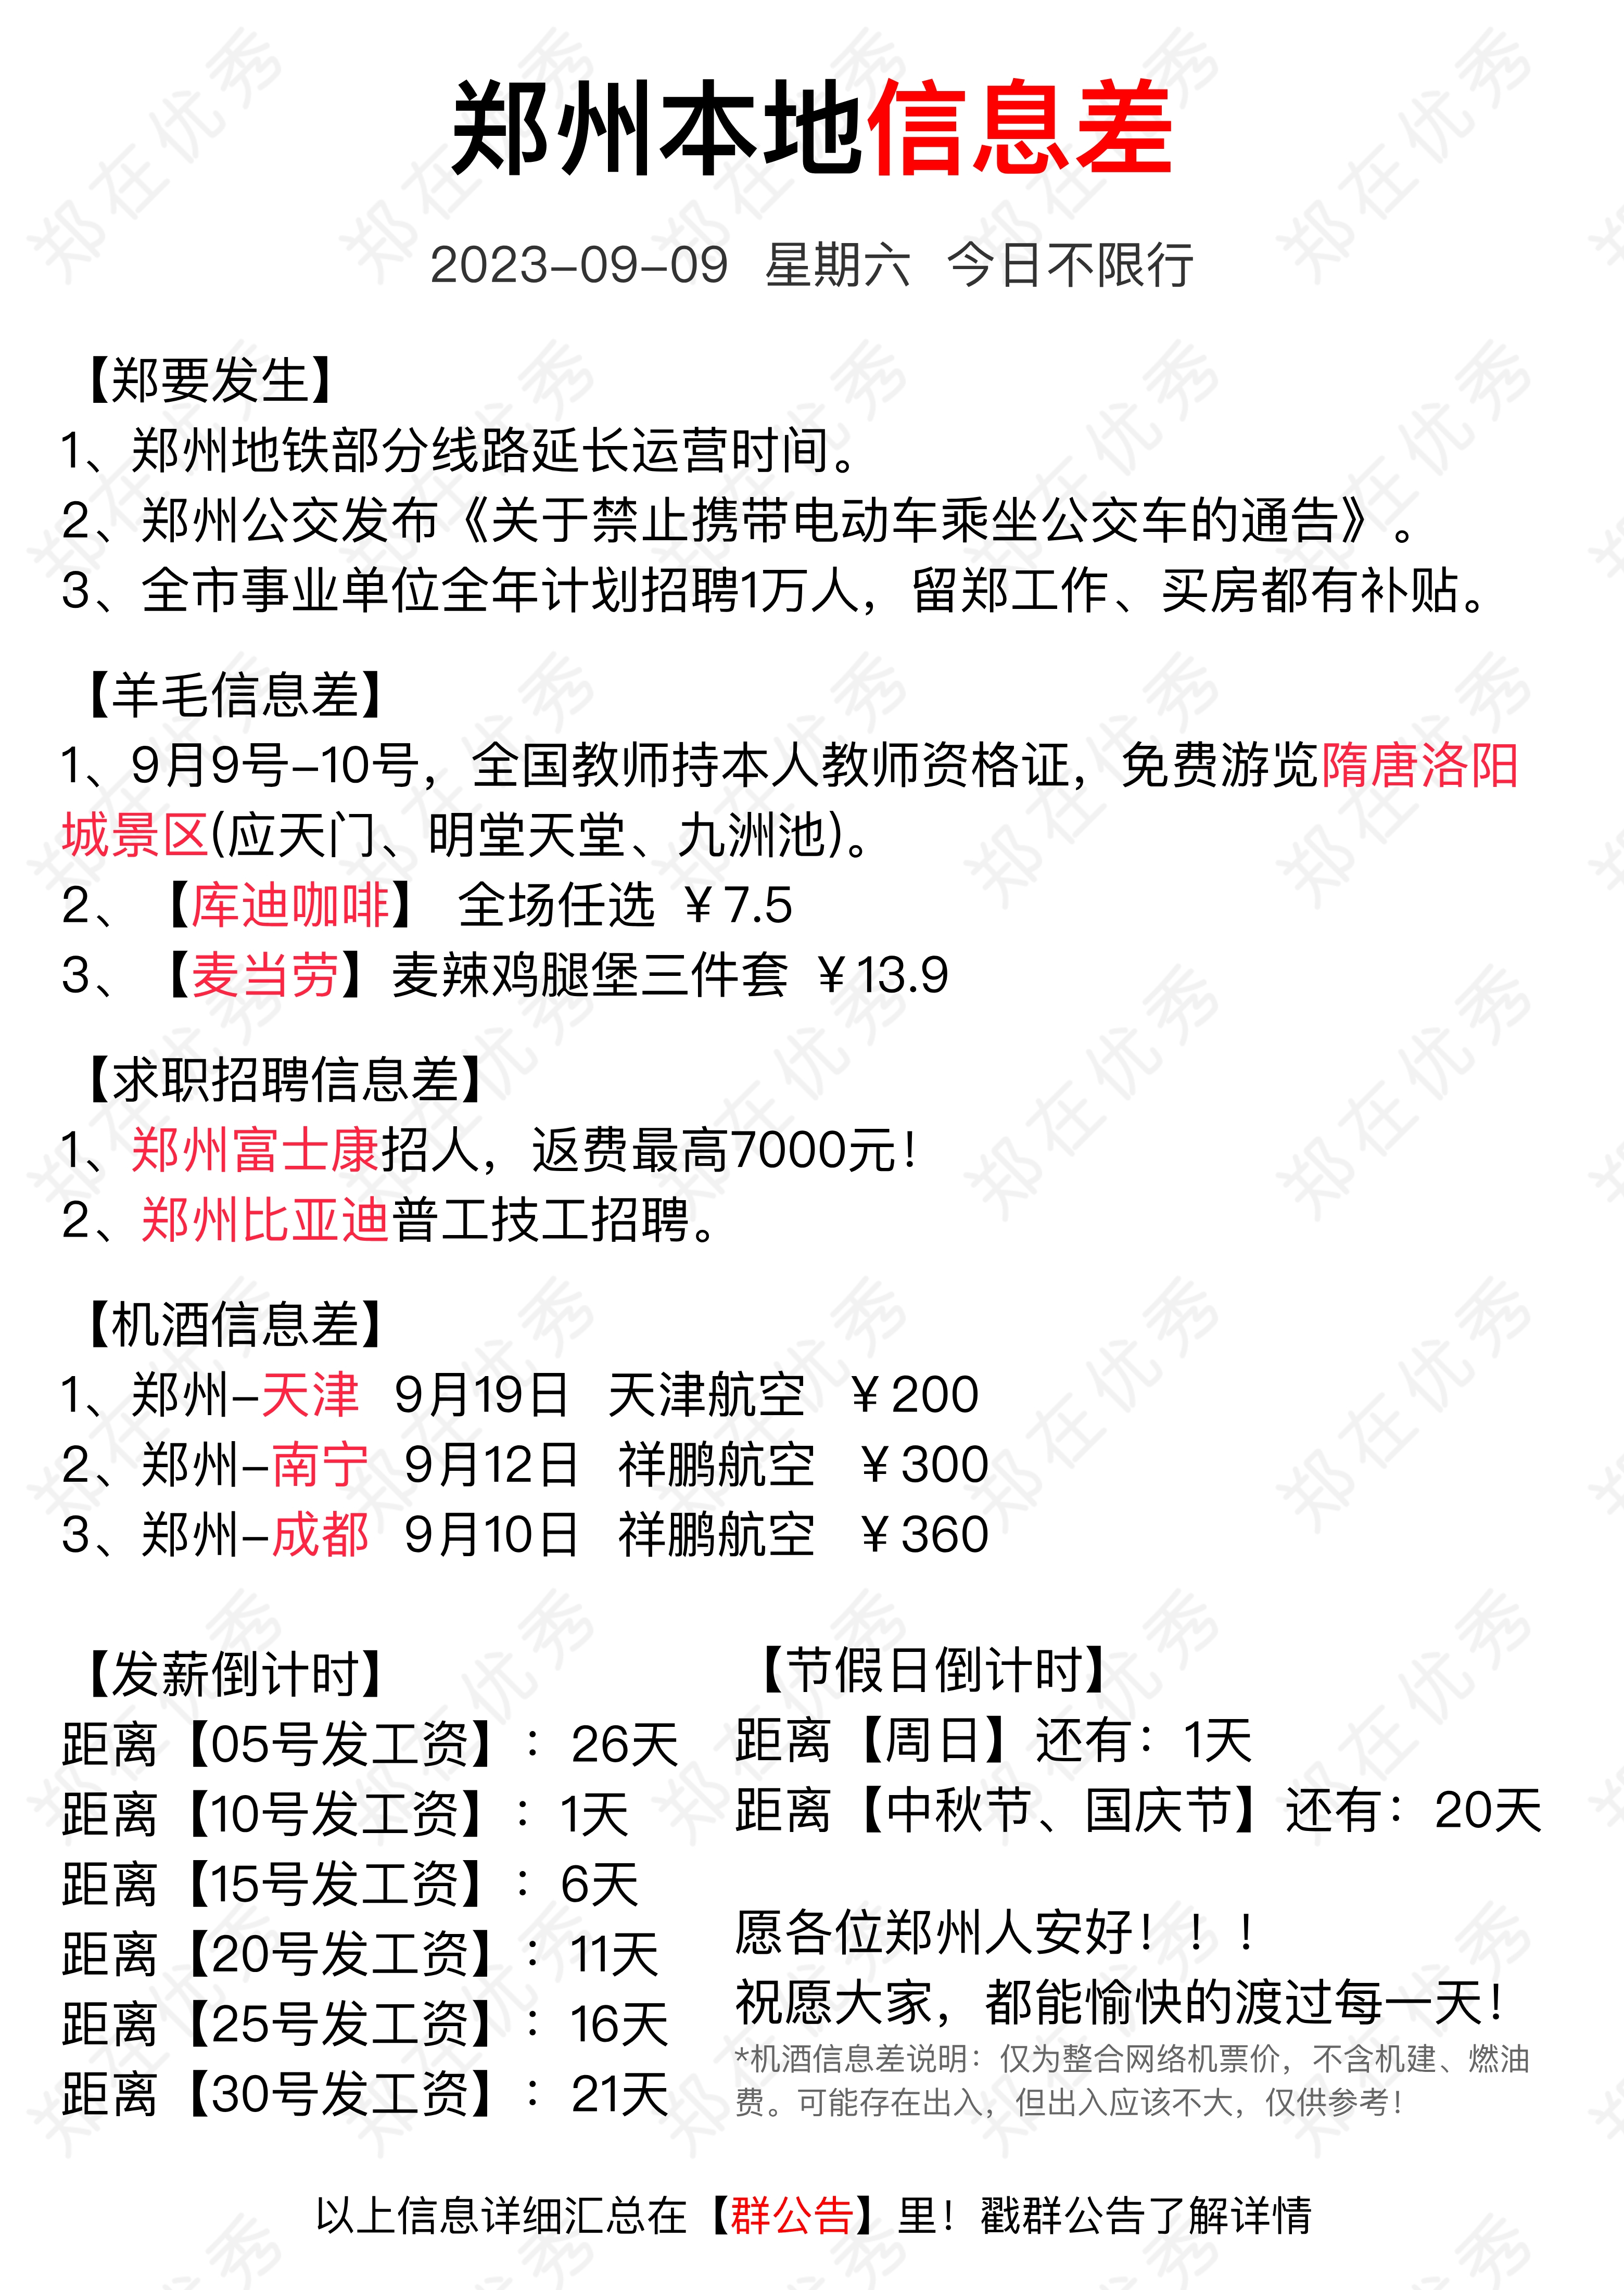 郑州本地信息差
2023-09-09 星期六 今日不限行
【郑要发生】
1、郑州地铁部分线路延长运营时间。
2、郑州公交发布《关于禁止携带电动车乘坐公交车的通告》。
3、全市事业单位全年计划招聘1万人，留郑工作、买房都有补贴。
【羊毛信息差】
1、9月9号-10号，全国教师持本人教师资格证，免费游览隋唐洛阳
城景区(应天门、明堂天堂、九洲池)。
2、【库迪咖啡】 全场任选 ￥7.5
3、【麦当劳】麦辣鸡腿堡三件套 ￥13.9
【求职招聘信息差】
1、郑州富士康招人，返费最高7000元！
2、郑州比亚迪普工技工招聘。
【机酒信息差】
1、郑州-天津 9月19日 天津航空 ￥200
2、郑州-南宁 9月12日 祥鹏航空 ￥300
3、郑州-成都 9月10日 祥鹏航空 ￥360
【发薪倒计时】
距离【05号发工资】：26天
距离【10号发工资】：1天
距离【15号发工资】：6天
距离【20号发工资】：11天
距离【25号发工资】：16天
距离【30号发工资】：21天
【节假日倒计时】
距离【周日】还有：1天
距离【中秋节、国庆节】还有：20天
愿各位郑州人安好！！！
祝愿大家，都能愉快的渡过每一天！
*机酒信息差说明：仅为整合网络机票价，不含机建、燃油
费。可能存在出入，但出入应该不大，仅供参考！
以上信息详细汇总在【群公告】里！戳群公告了解详情
郑在优秀